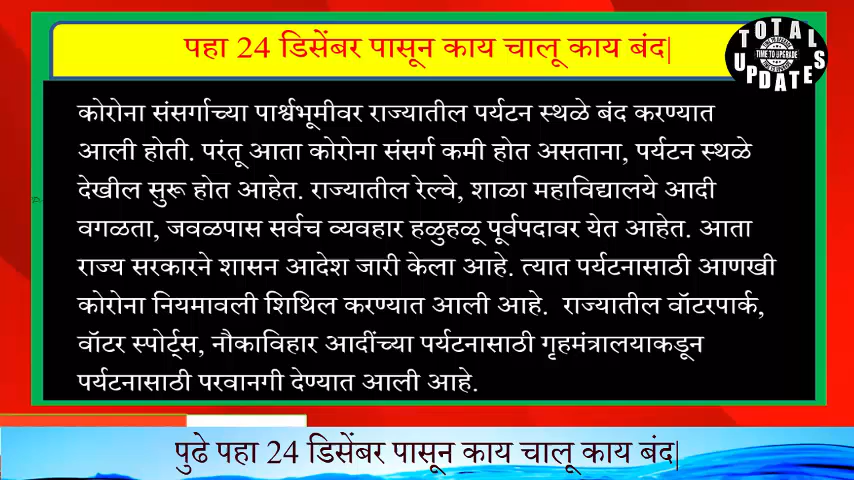 पहा 24 डिसेंबर पासून काय चालू काय बंद|
TOTAL UPDATES
TIME TO UPGRADE
कोरोना संसर्गाच्या पार्श्वभूमीवर राज्यातील पर्यटन स्थळे बंद करण्यात
आली होती. परंतू आता कोरोना संसर्ग कमी होत असताना, पर्यटन स्थळे
देखील सुरू होत आहेत. राज्यातील रेल्वे, शाळा महाविद्यालये आदी
वगळता, जवळपास सर्वच व्यवहार हळुहळू पूर्वपदावर येत आहेत. आता
राज्य सरकारने शासन आदेश जारी केला आहे. त्यात पर्यटनासाठी आणखी
कोरोना नियमावली शिथिल करण्यात आली आहे. राज्यातील वॉटरपार्क,
वॉटर स्पोर्ट्स, नौकाविहार आदींच्या पर्यटनासाठी गृहमंत्रालयाकडून
पर्यटनासाठी परवानगी देण्यात आली आहे.
पुढे पहा 24 डिसेंबर पासून काय चालू काय बंद|